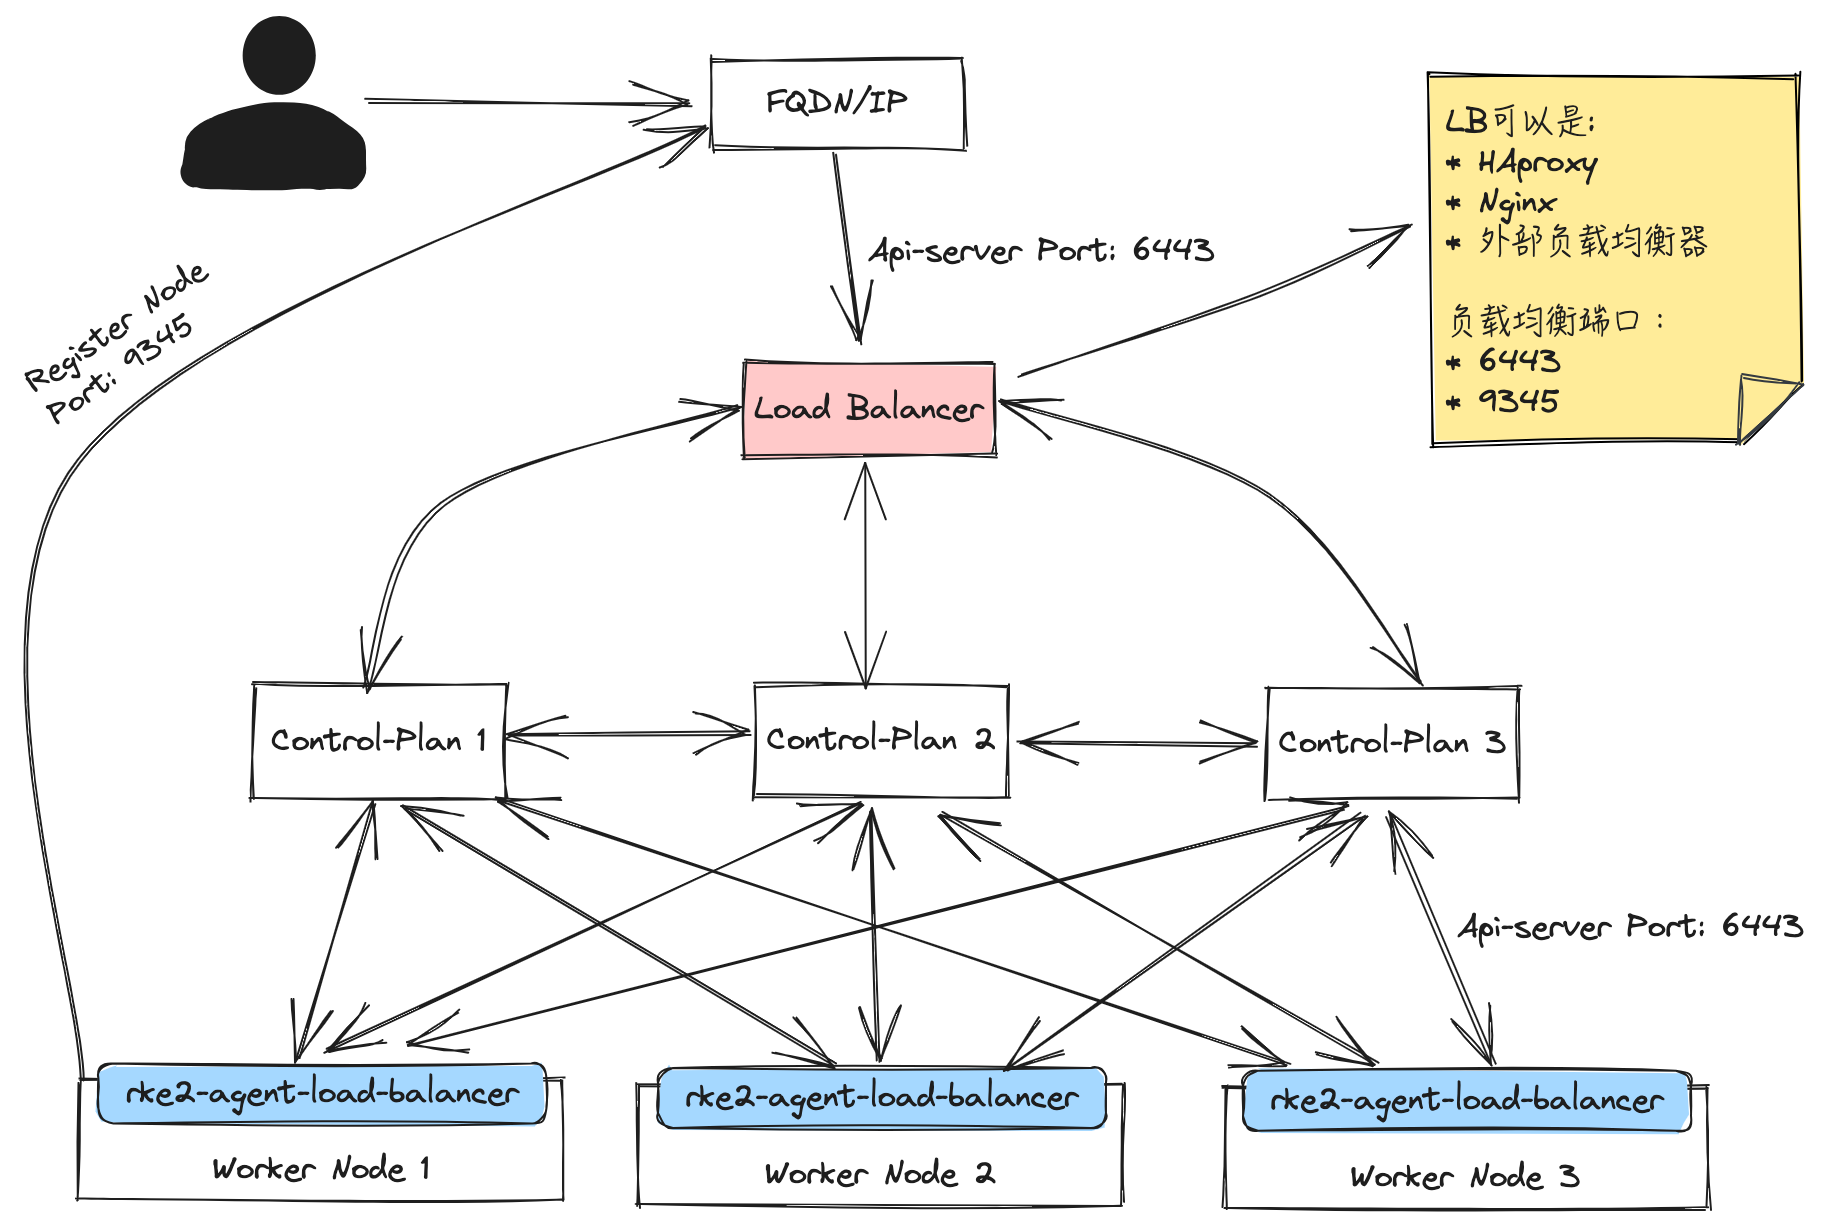 FQDN/IP
LB可以是:
* HAproxy
* Nginx
* 外部负载均衡器
负载均衡端口：
* 6443
* 9345
Api-server Port: 6443
Register Node
Port: 9345
Load Balancer
Control-Plan 1
Control-Plan 2
Control-Plan 3
Api-server Port: 6443
rke2-agent-load-balancer
Worker Node 1
rke2-agent-load-balancer
Worker Node 2
rke2-agent-load-balancer
Worker Node 3